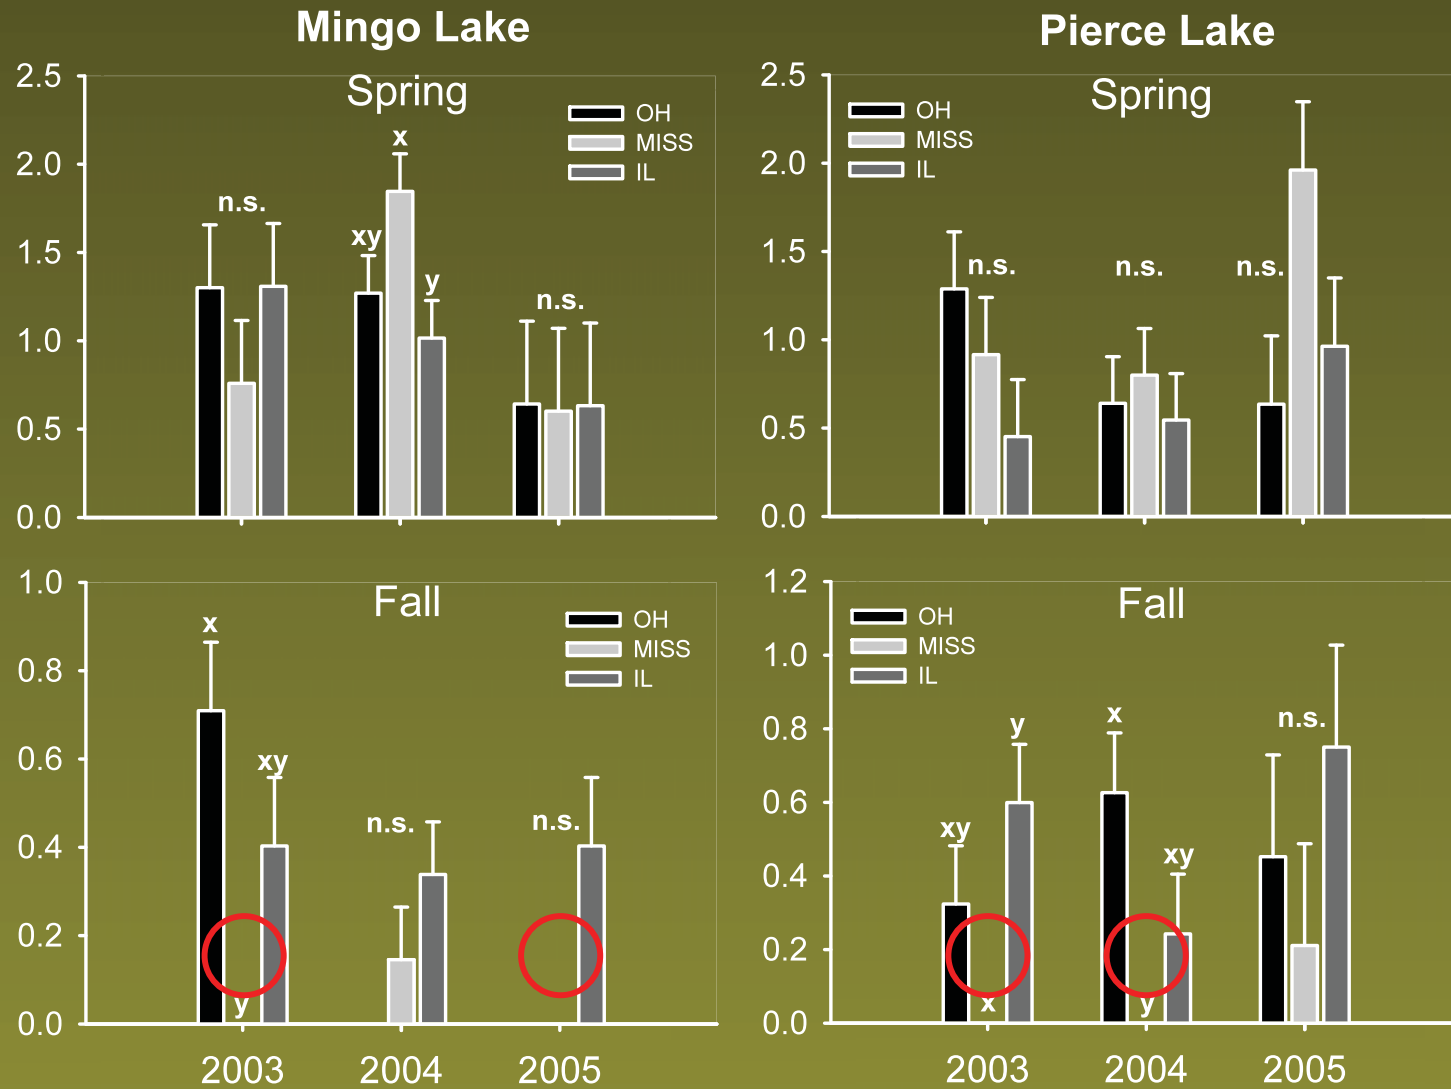 Mingo Lake
Pierce Lake
Spring
2.5
2.0
1.5
1.0
0.5
0.0
OH
MISS
IL
n.s.
xy
x
y
n.s.
Spring
2.5
2.0
1.5
1.0
0.5
0.0
OH
MISS
IL
n.s.
n.s.
n.s.
Fall
1.0
0.8
0.6
0.4
0.2
0.0
OH
MISS
IL
x
y
xy
n.s.
n.s.
2003
2004
2005
Fall
1.2
1.0
0.8
0.6
0.4
0.2
0.0
OH
MISS
IL
xy
x
y
x
y
xy
n.s.
2003
2004
2005